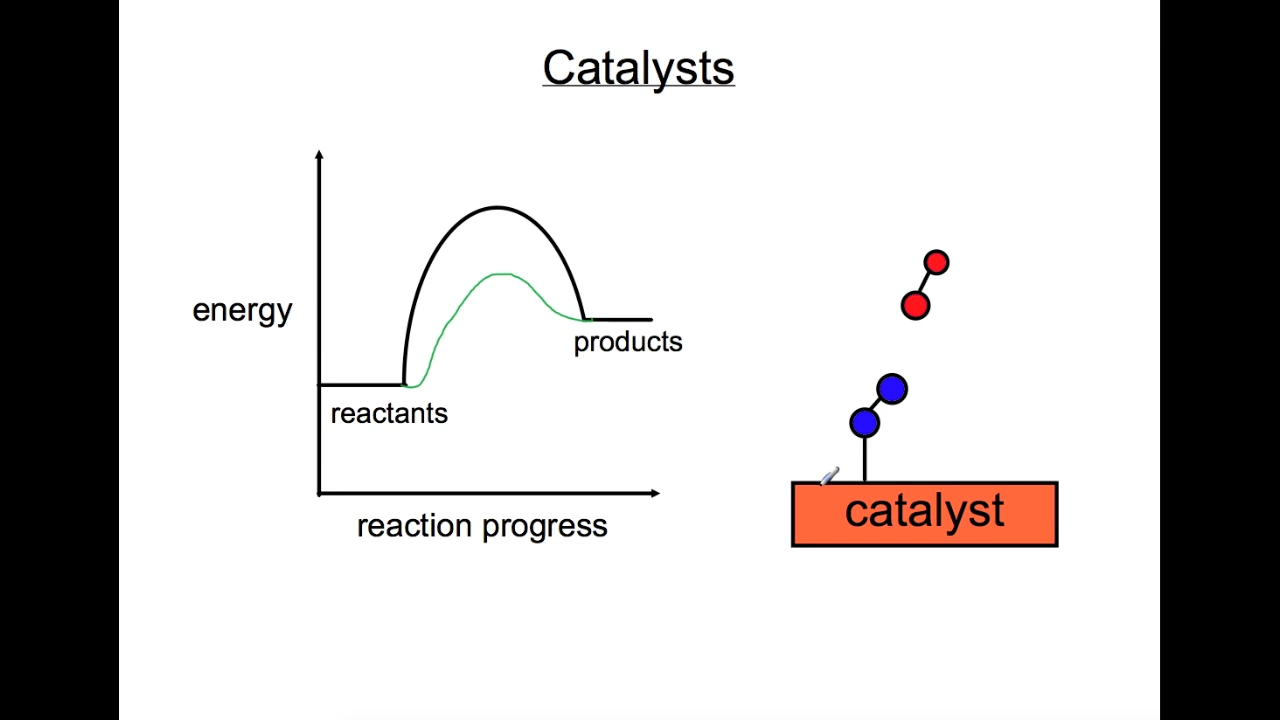 Catalysts
energy
products
reactants
reaction progress
catalyst